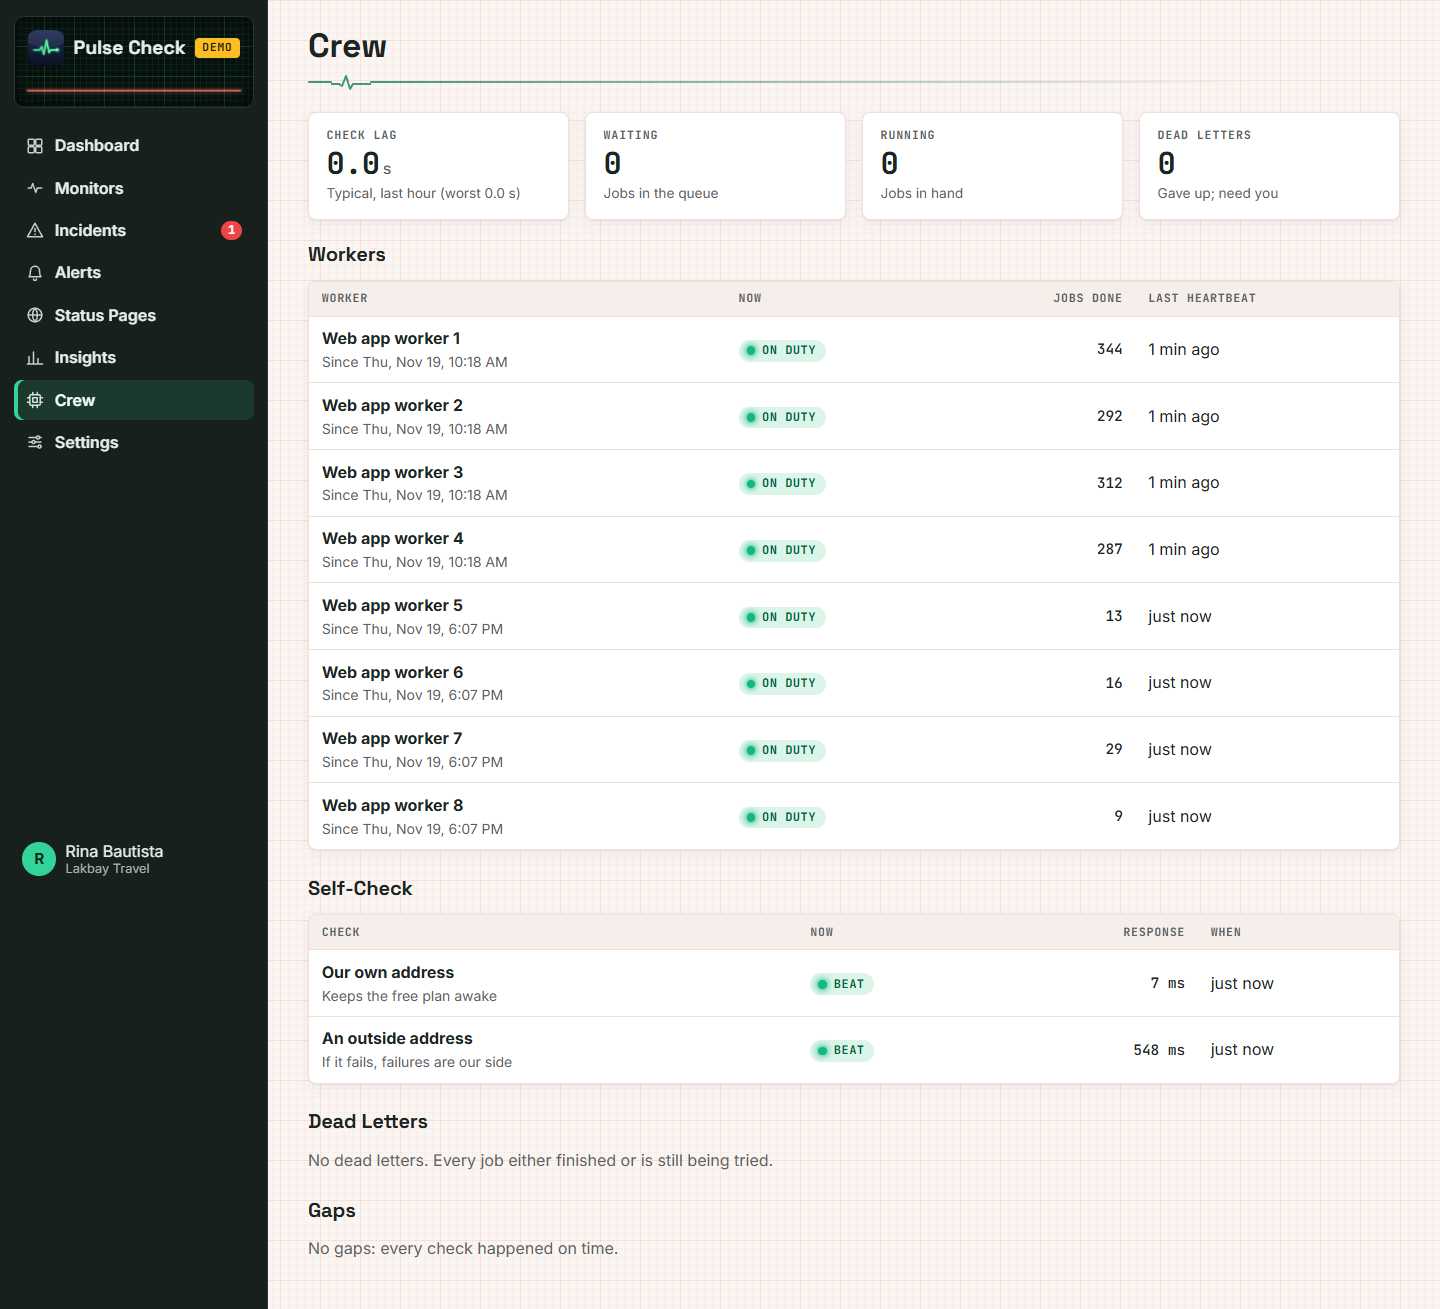 Pulse Check DEMO
Dashboard
Monitors
Incidents 1
Alerts
Status Pages
Insights
Crew
Settings
R
Rina Bautista
Lakbay Travel
Crew
CHECK LAG
0.0 s
Typical, last hour (worst 0.0 s)
WAITING
0
Jobs in the queue
RUNNING
0
Jobs in hand
DEAD LETTERS
0
Gave up; need you
Workers
WORKER NOW JOBS DONE LAST HEARTBEAT
Web app worker 1
Since Thu, Nov 19, 10:18 AM
ON DUTY 344 1 min ago
Web app worker 2
Since Thu, Nov 19, 10:18 AM
ON DUTY 292 1 min ago
Web app worker 3
Since Thu, Nov 19, 10:18 AM
ON DUTY 312 1 min ago
Web app worker 4
Since Thu, Nov 19, 10:18 AM
ON DUTY 287 1 min ago
Web app worker 5
Since Thu, Nov 19, 6:07 PM
ON DUTY 13 just now
Web app worker 6
Since Thu, Nov 19, 6:07 PM
ON DUTY 16 just now
Web app worker 7
Since Thu, Nov 19, 6:07 PM
ON DUTY 29 just now
Web app worker 8
Since Thu, Nov 19, 6:07 PM
ON DUTY 9 just now
Self-Check
CHECK NOW RESPONSE WHEN
Our own address
Keeps the free plan awake
BEAT 7 ms just now
An outside address
If it fails, failures are our side
BEAT 548 ms just now
Dead Letters
No dead letters. Every job either finished or is still being tried.
Gaps
No gaps: every check happened on time.